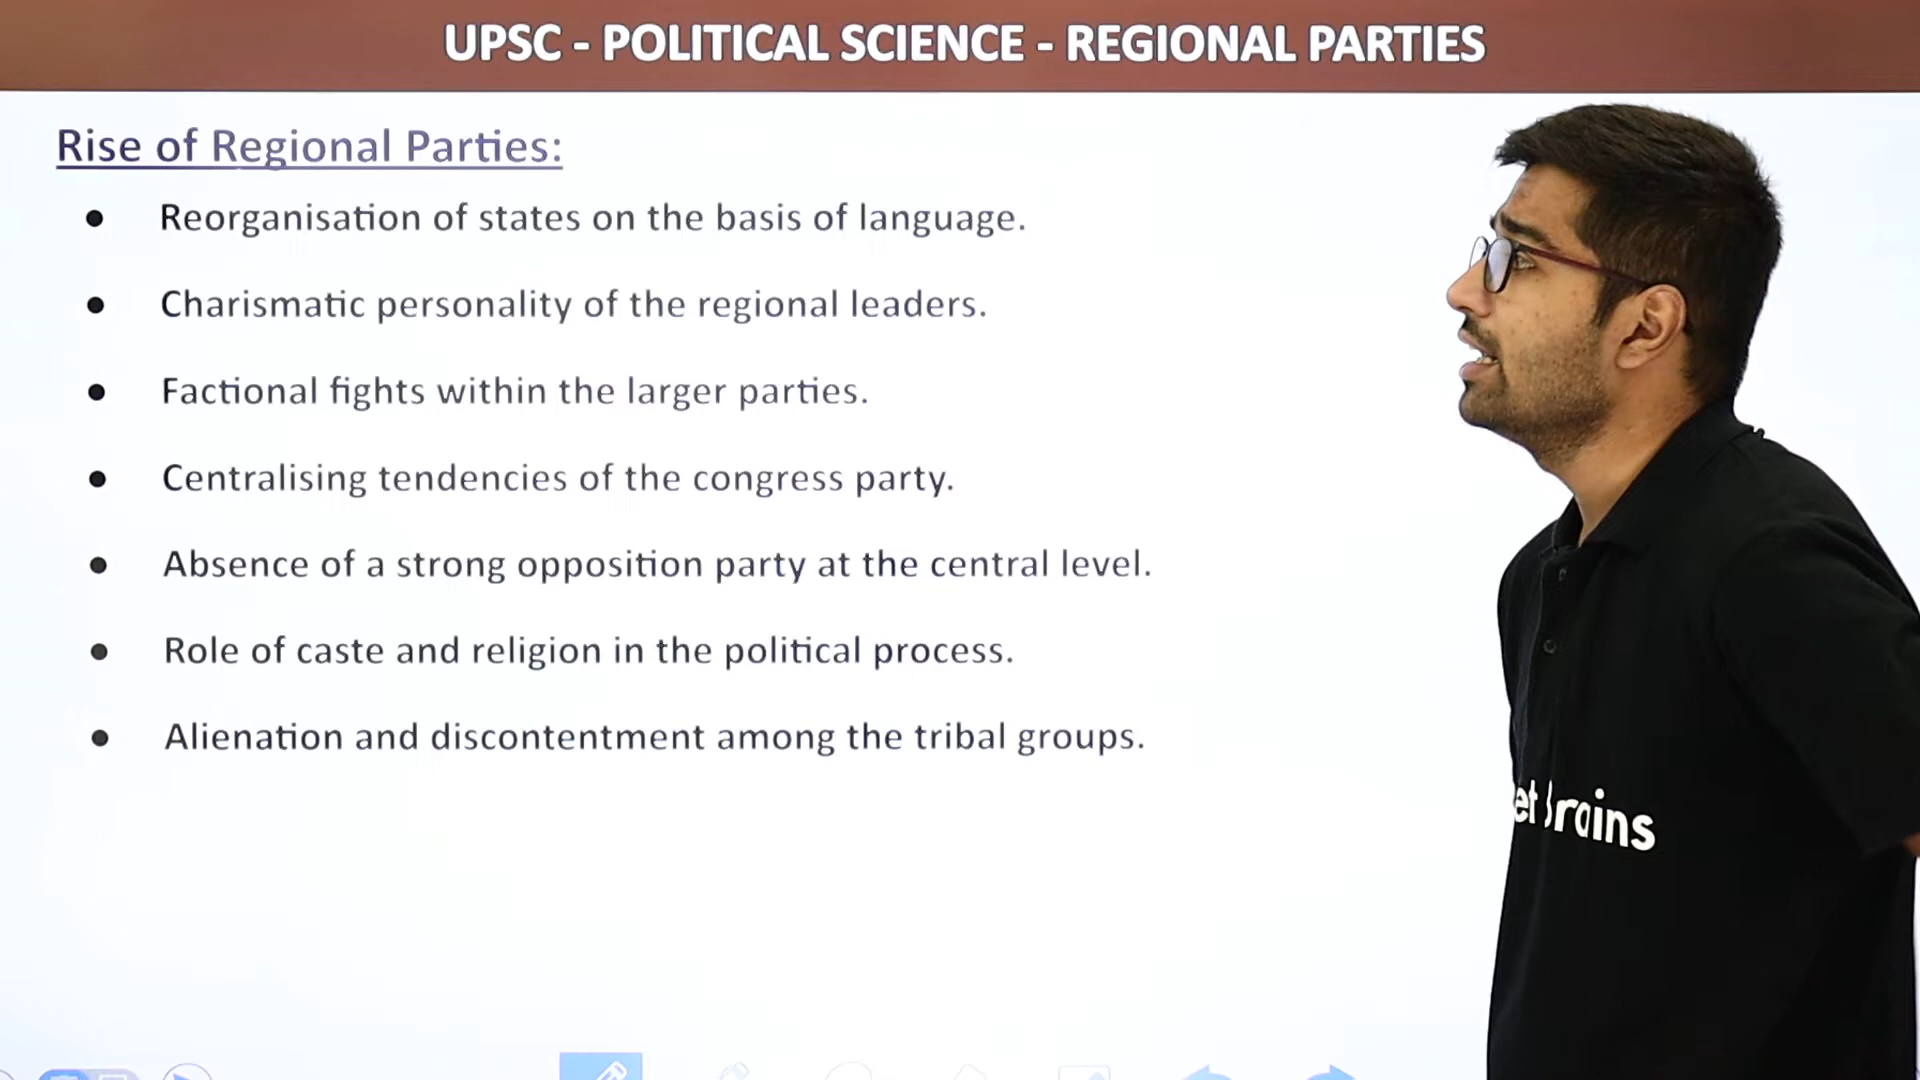 UPSC - POLITICAL SCIENCE - REGIONAL PARTIES
Rise of Regional Parties:
● Reorganisation of states on the basis of language.
● Charismatic personality of the regional leaders.
● Factional fights within the larger parties.
● Centralising tendencies of the congress party.
● Absence of a strong opposition party at the central level.
● Role of caste and religion in the political process.
● Alienation and discontentment among the tribal groups.